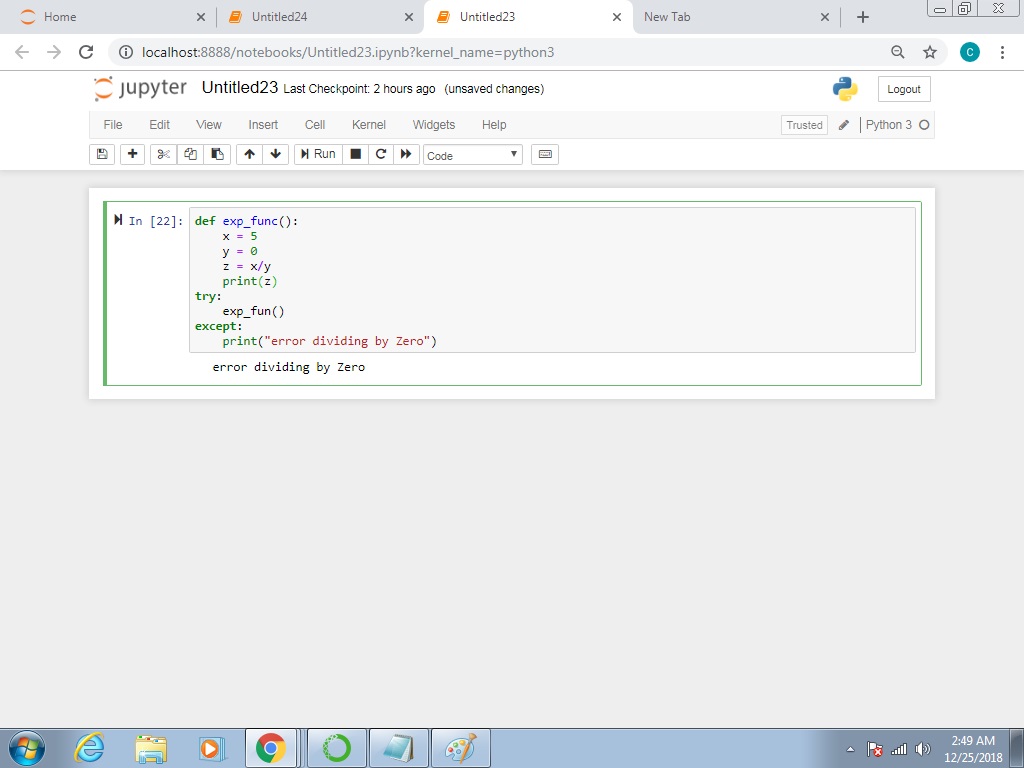 Home
Untitled24
Untitled23
New Tab
localhost:8888/notebooks/Untitled23.ipynb?kernel_name=python3
C
jupyter Untitled23 Last Checkpoint: 2 hours ago (unsaved changes)
Logout
File Edit View Insert Cell Kernel Widgets Help
Trusted
Python 3
Run
Code
In [22]:
def exp_func():
    x = 5
    y = 0
    z = x/y
    print(z)
try:
    exp_fun()
except:
    print("error dividing by Zero")
error dividing by Zero
2:49 AM
12/25/2018